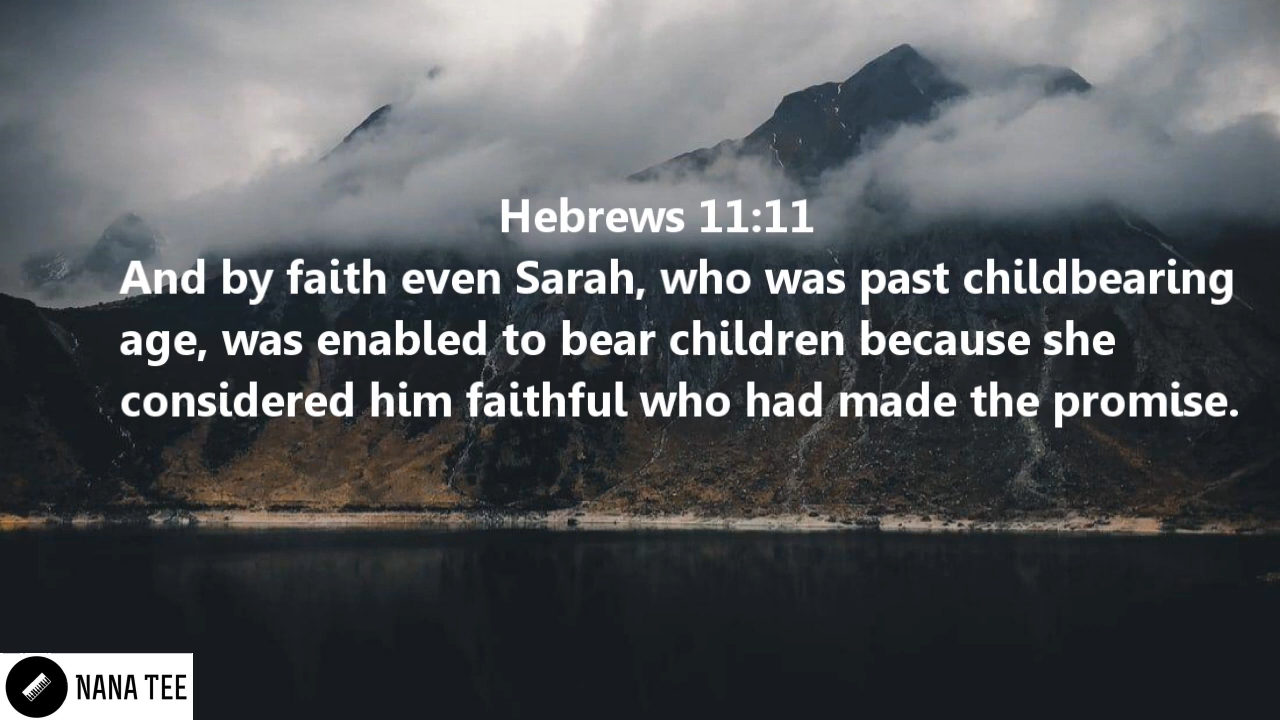 Hebrews 11:11
And by faith even Sarah, who was past childbearing
age, was enabled to bear children because she
considered him faithful who had made the promise.
NANA TEE